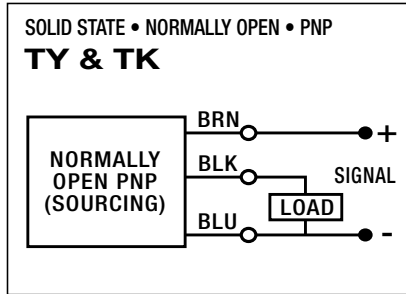 SOLID STATE • NORMALLY OPEN • PNP
TY & TK
BRN
+
NORMALLY
OPEN PNP
(SOURCING)
BLK
SIGNAL
LOAD
BLU
-